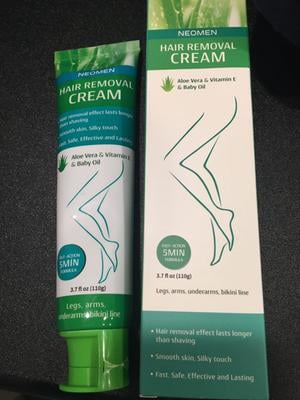 NEOMEN
HAIR REMOVAL
CREAM
Hair removal effect lasts longer
than shaving
Smooth skin, Silky touch
Fast, Safe, Effective and Lasting
Aloe Vera & Vitamin E
& Baby Oil
FAST-ACTION
5MIN
FORMULA
3.7 fl oz (110g)
Legs, arms,
underarms, bikini line
NEOMEN
HAIR REMOVAL
CREAM
Aloe Vera & Vitamin E
& Baby Oil
FAST-ACTION
5MIN
FORMULA
3.7 fl oz (110g)
Legs, arms, underarms, bikini line
• Hair removal effect lasts longer
than shaving
• Smooth skin, Silky touch
• Fast. Safe. Effective and Lasting